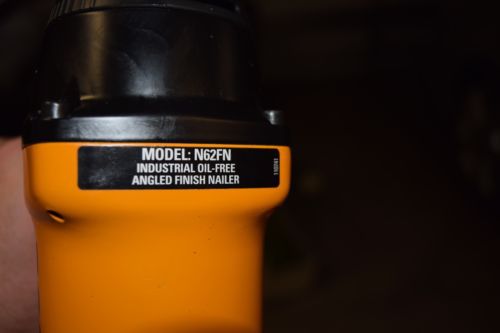 MODEL: N62FN
INDUSTRIAL OIL-FREE
ANGLED FINISH NAILER